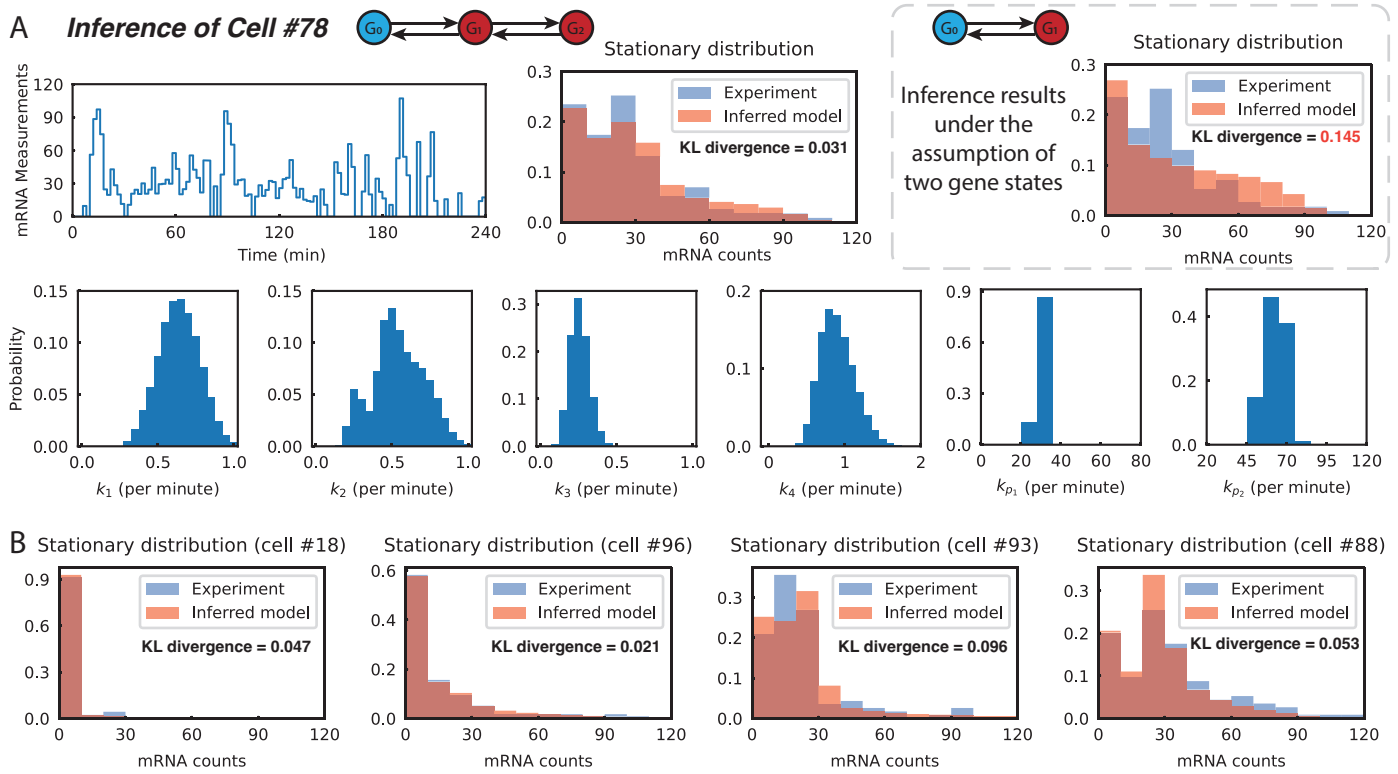 A
Inference of Cell #78
G₀ G₁ G₂
mRNA Measurements
120
90
60
30
0
0 60 120 180 240
Time (min)
Stationary distribution
0.3
0.2
0.1
0.0
Experiment
Inferred model
KL divergence = 0.031
0 30 60 90 120
mRNA counts
G₀ G₁
Inference results
under the
assumption of
two gene states
Stationary distribution
0.3
0.2
0.1
0.0
Experiment
Inferred model
KL divergence = 0.145
0 30 60 90 120
mRNA counts
Probability
0.15
0.10
0.05
0.00
0.0 0.5 1.0
k₁ (per minute)
0.15
0.10
0.05
0.00
0.0 0.5 1.0
k₂ (per minute)
0.3
0.2
0.1
0.0
0.0 0.5 1.0
k₃ (per minute)
0.2
0.1
0.0
0 1 2
k₄ (per minute)
0.9
0.6
0.3
0.0
0 20 40 60 80
kp₁ (per minute)
0.4
0.2
0.0
20 45 70 95 120
kp₂ (per minute)
B
Stationary distribution (cell #18)
0.9
0.6
0.3
0.0
Experiment
Inferred model
KL divergence = 0.047
0 30 60 90 120
mRNA counts
Stationary distribution (cell #96)
0.6
0.4
0.2
0.0
Experiment
Inferred model
KL divergence = 0.021
0 30 60 90 120
mRNA counts
Stationary distribution (cell #93)
0.3
0.2
0.1
0.0
Experiment
Inferred model
KL divergence = 0.096
0 30 60 90 120
mRNA counts
Stationary distribution (cell #88)
0.3
0.2
0.1
0.0
Experiment
Inferred model
KL divergence = 0.053
0 30 60 90 120
mRNA counts